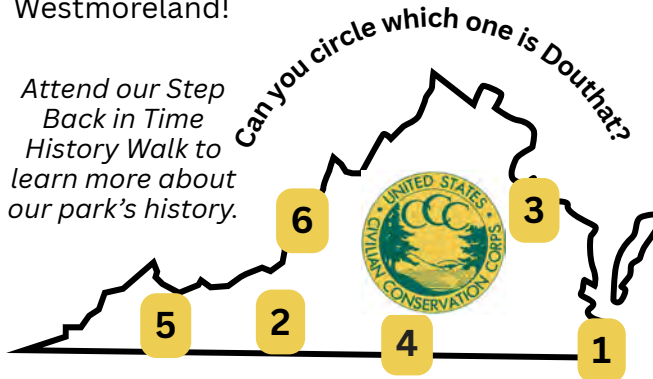 Westmoreland!
Can you circle which one is Douthat?
Attend our Step
Back in Time
History Walk to
learn more about
our park's history.
UNITED STATES
CIVILIAN CONSERVATION CORPS
CCC
6
3
5
2
4
1